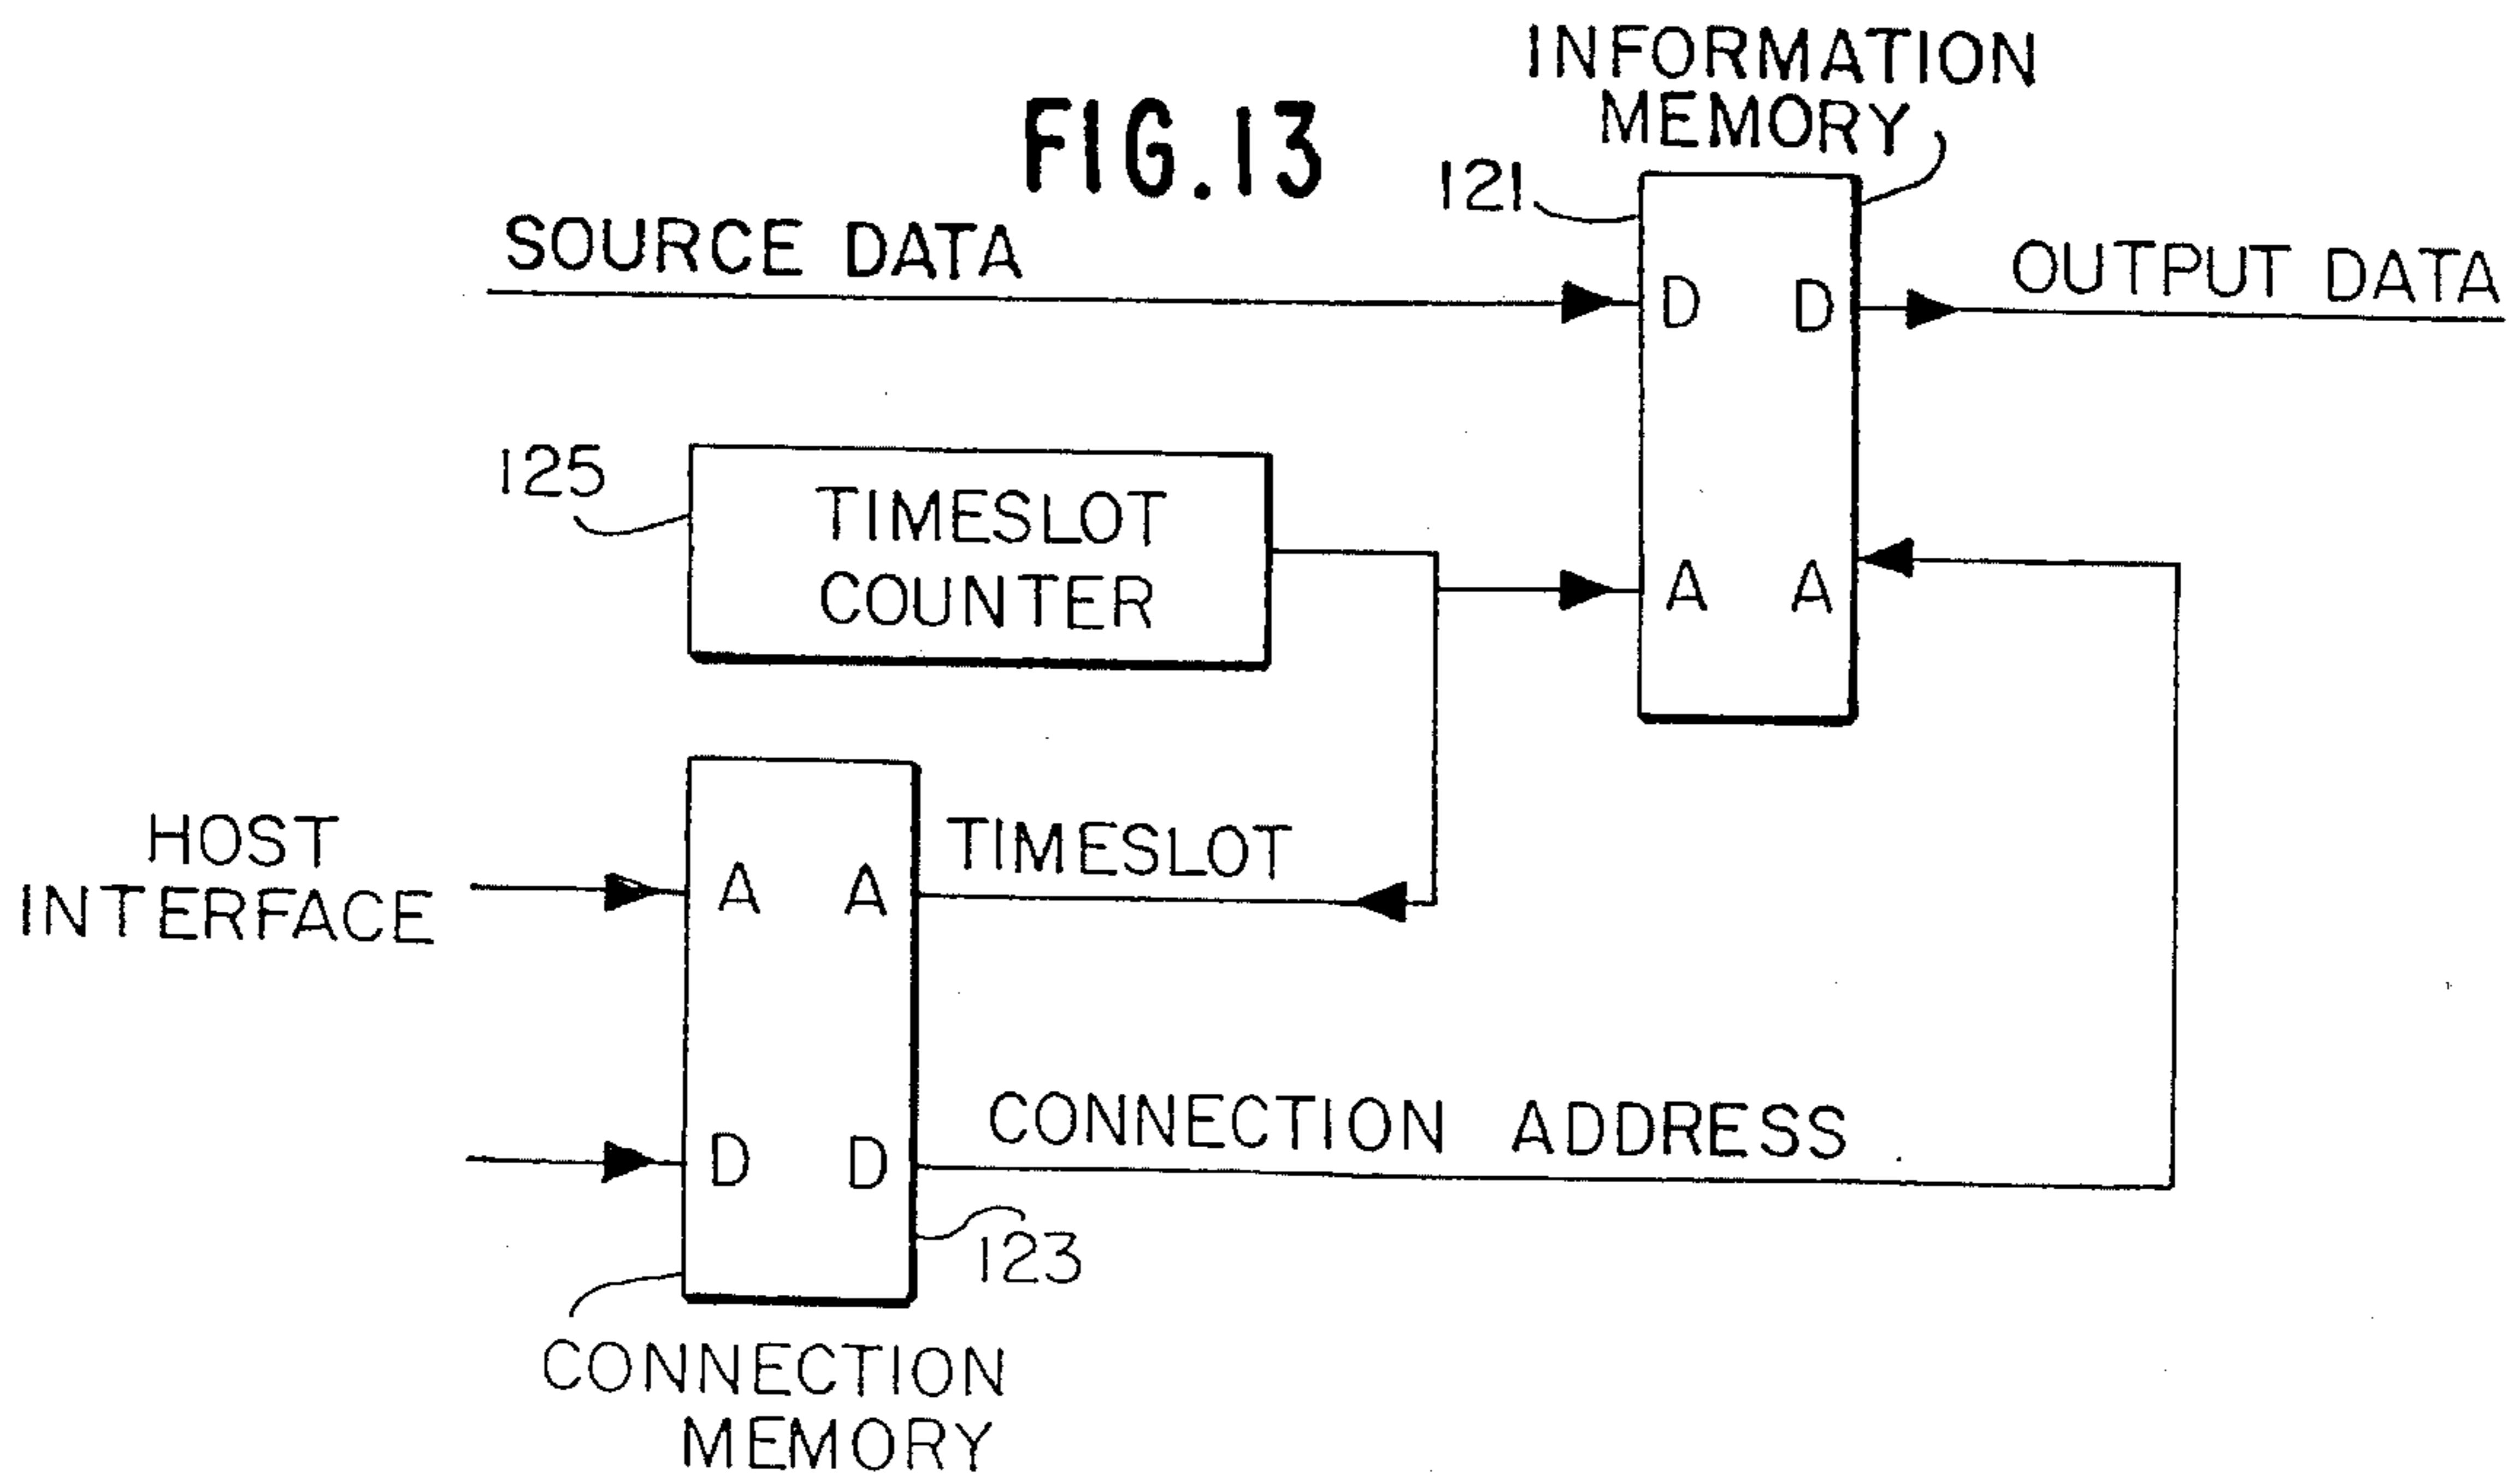 INFORMATION
MEMORY
FIG.13
121
SOURCE DATA
D D
OUTPUT DATA
125
TIMESLOT
COUNTER
A A
HOST
INTERFACE
A A
TIMESLOT
D D
CONNECTION ADDRESS
123
CONNECTION
MEMORY